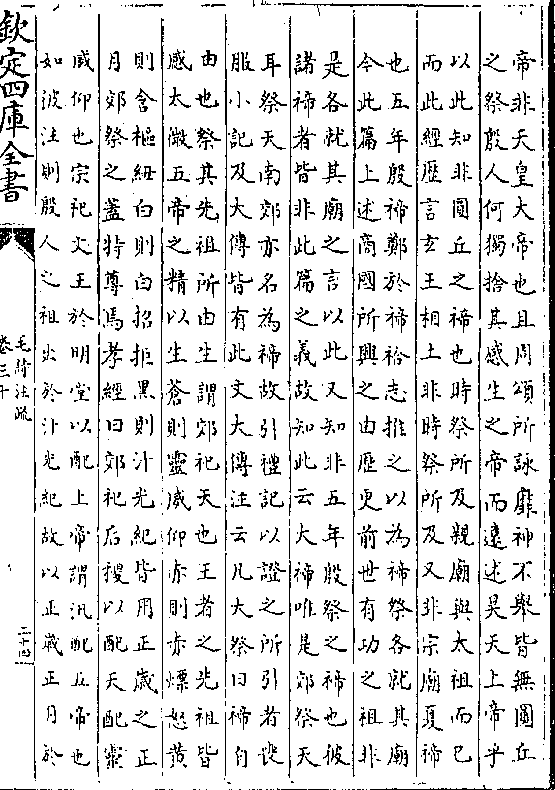 帝非天皇大帝也且周頌所詠靡神不舉皆無圜丘
之祭殷人何獨捨其感生之帝而遠述昊天上帝乎
以此知非圜丘之禘也時祭所及親廟與太祖而已
而此經歷言玄王相土非時祭所及又非宗廟夏禘
也五年殷禘鄭於禘祫志推之以為禘祭各就其廟
今此篇上述商國所興之由歷更前世有功之祖非
是各就其廟之言以此又知非五年殷祭之禘也彼
諸禘者皆非此篇之義故知此云大禘唯是郊祭天
耳祭天南郊亦名為禘故引禮記以證之所引者喪
服小記及大傳皆有此文大傳注云凡大祭曰禘自
由也祭其先祖所由生謂郊祀天也王者之先祖皆
感太微五帝之精以生蒼則靈威仰赤則赤熛怒黃
則含樞紐白則白招拒黑則汁光紀皆用正歲之正
月郊祭之蓋特尊焉孝經曰郊祀后稷以配天配靈
威仰也宗祀文王於明堂以配上帝謂汎配五帝也
如彼注則殷人之祖出於汁光紀故以正歲正月於
欽定四庫全書
毛詩注疏
卷三十
二十四